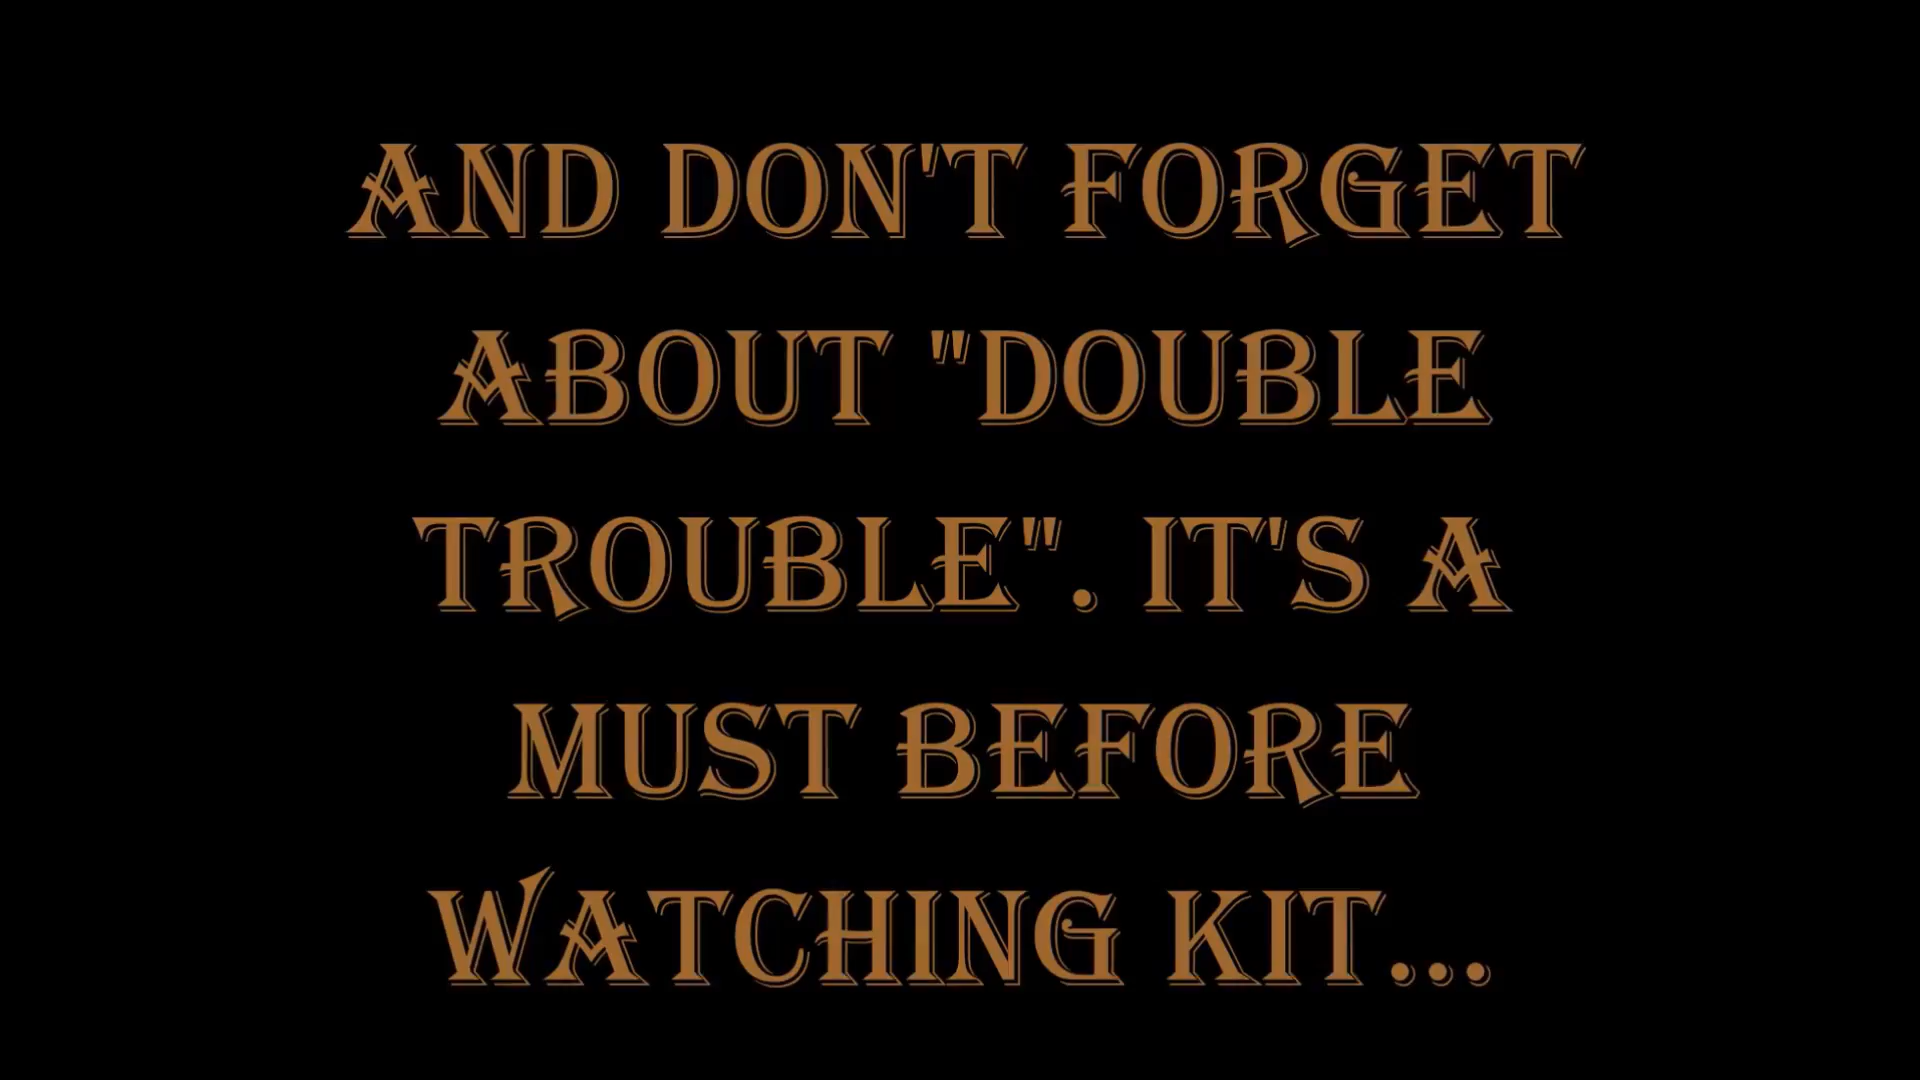 AND DON'T FORGET
ABOUT "DOUBLE
TROUBLE". IT'S A
MUST BEFORE
WATCHING KIT...